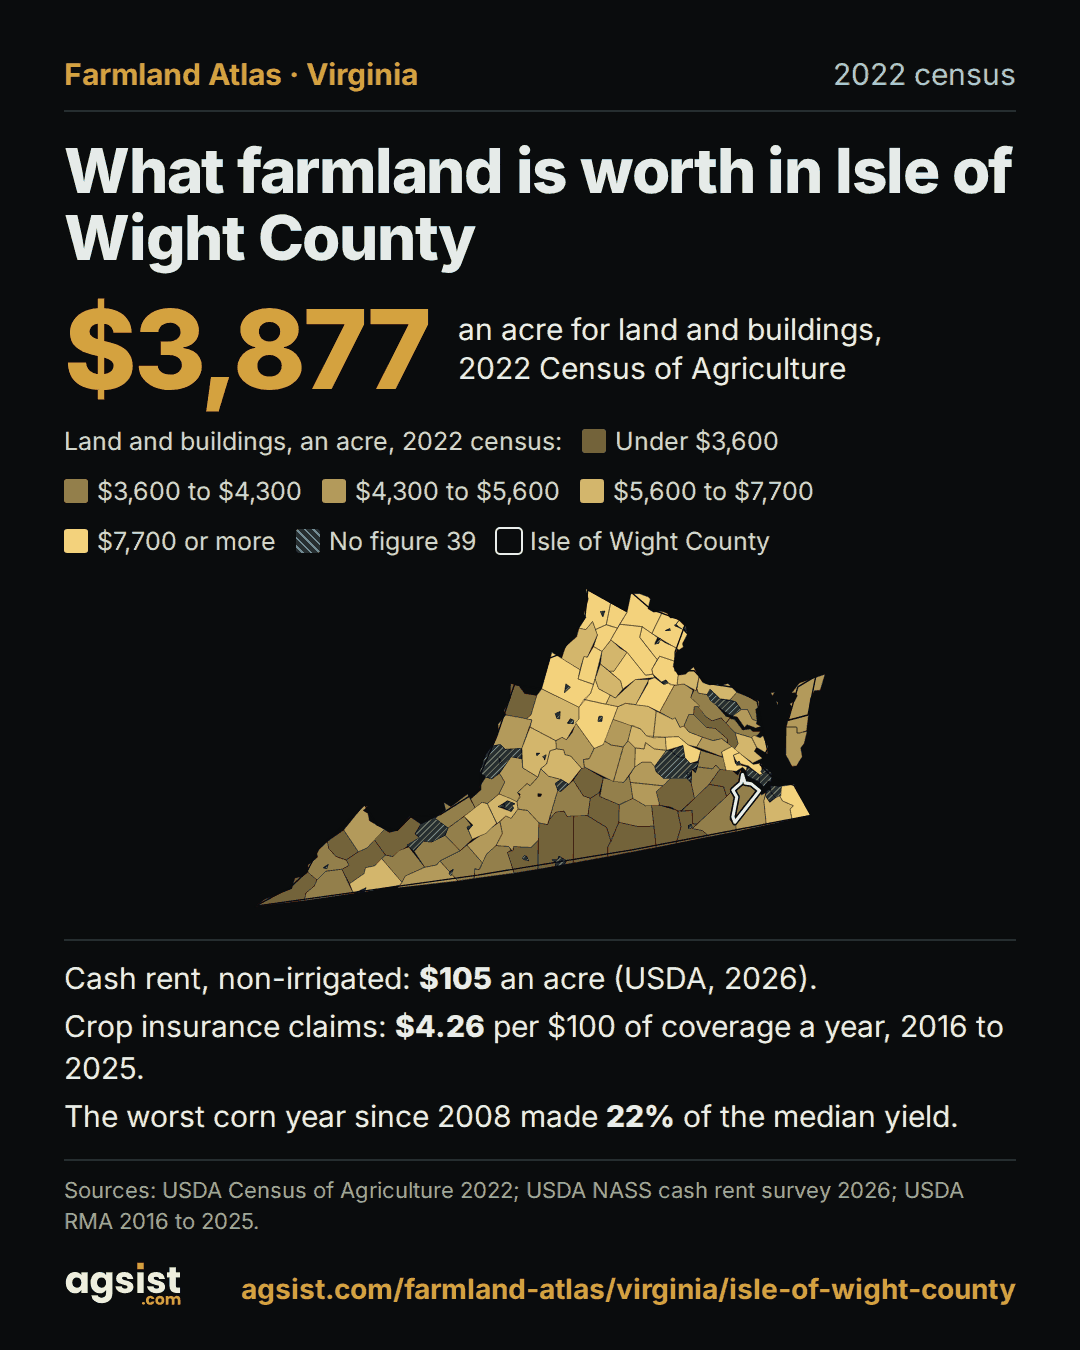 Farmland Atlas · Virginia
2022 census
What farmland is worth in Isle of
Wight County
$3,877
an acre for land and buildings,
2022 Census of Agriculture
Land and buildings, an acre, 2022 census: Under $3,600
$3,600 to $4,300 $4,300 to $5,600 $5,600 to $7,700
$7,700 or more No figure 39 Isle of Wight County
Cash rent, non-irrigated: $105 an acre (USDA, 2026).
Crop insurance claims: $4.26 per $100 of coverage a year, 2016 to
2025.
The worst corn year since 2008 made 22% of the median yield.
Sources: USDA Census of Agriculture 2022; USDA NASS cash rent survey 2026; USDA
RMA 2016 to 2025.
agsist
.com
agsist.com/farmland-atlas/virginia/isle-of-wight-county